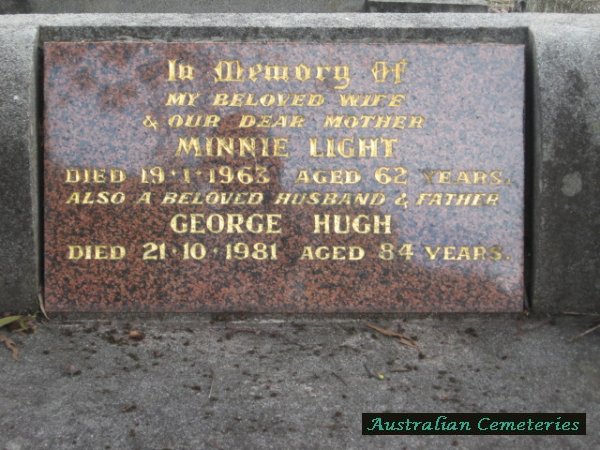 In Memory Of
MY BELOVED WIFE
& OUR DEAR MOTHER
MINNIE LIGHT
DIED 19·1·1963 AGED 62 YEARS.
ALSO A BELOVED HUSBAND & FATHER
GEORGE HUGH
DIED 21·10·1981 AGED 84 YEARS.
Australian Cemeteries